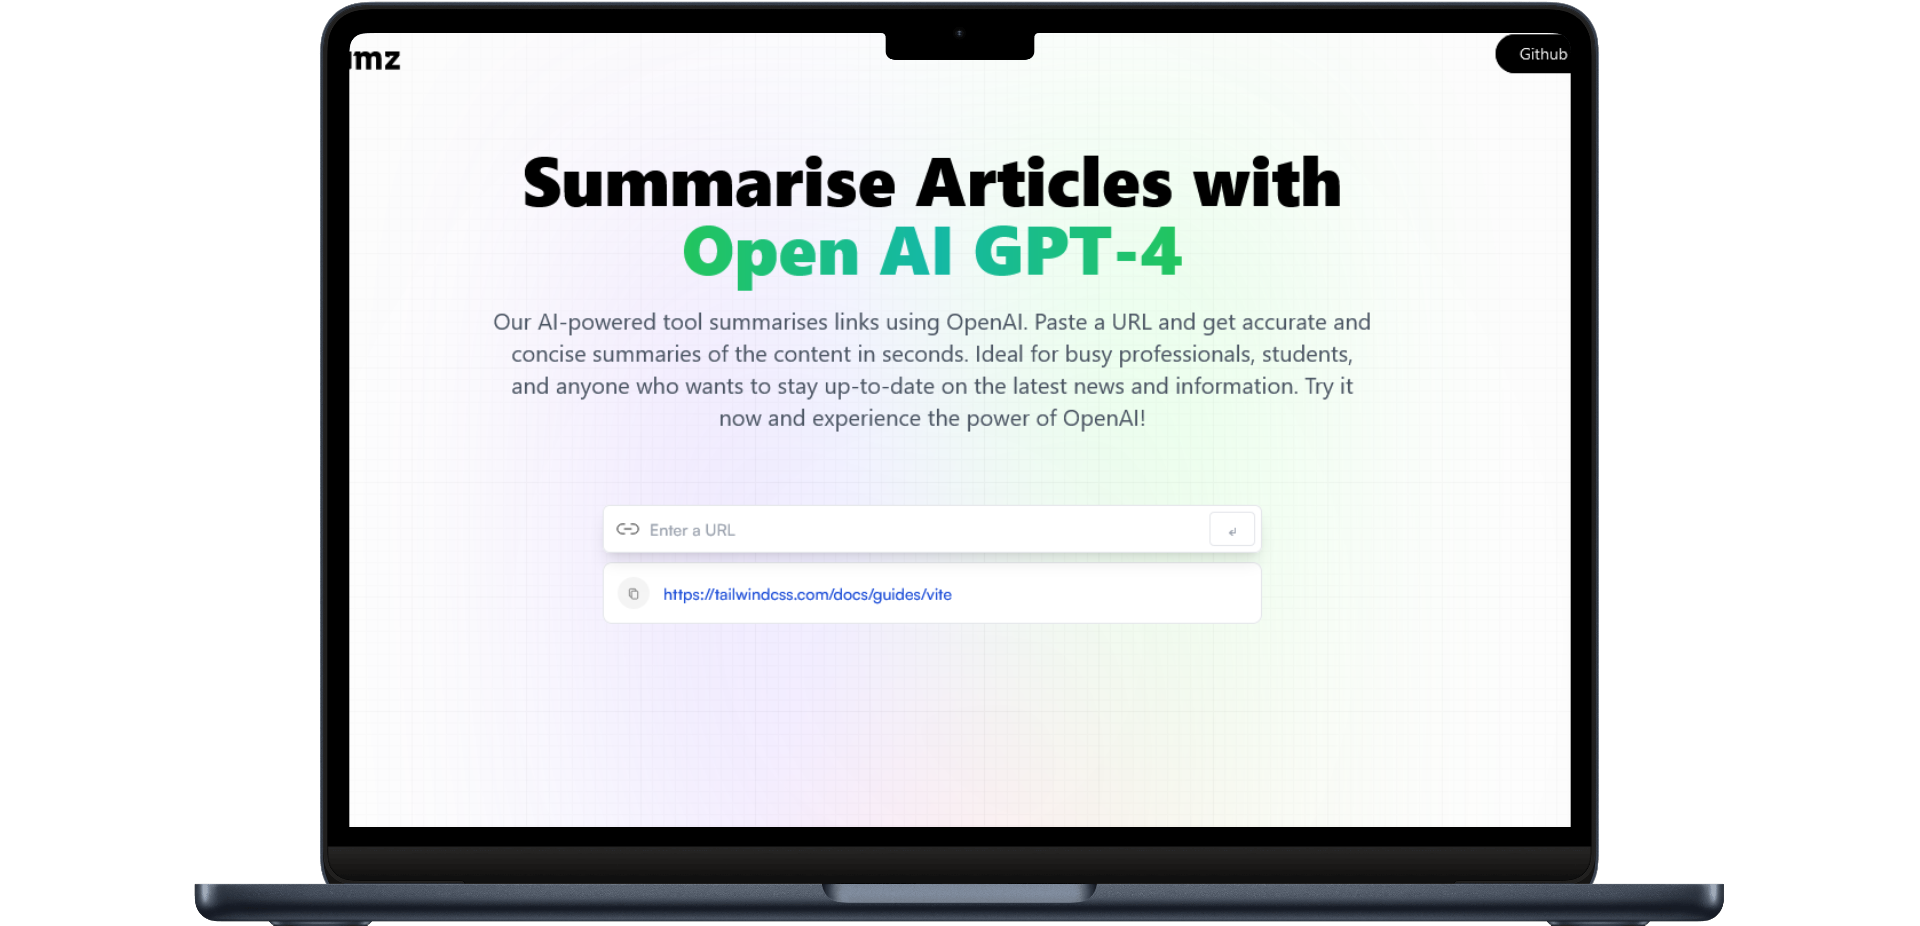 mz
Github
Summarise Articles with
Open AI GPT-4
Our AI-powered tool summarises links using OpenAI. Paste a URL and get accurate and
concise summaries of the content in seconds. Ideal for busy professionals, students,
and anyone who wants to stay up-to-date on the latest news and information. Try it
now and experience the power of OpenAI!
Enter a URL
↵
https://tailwindcss.com/docs/guides/vite